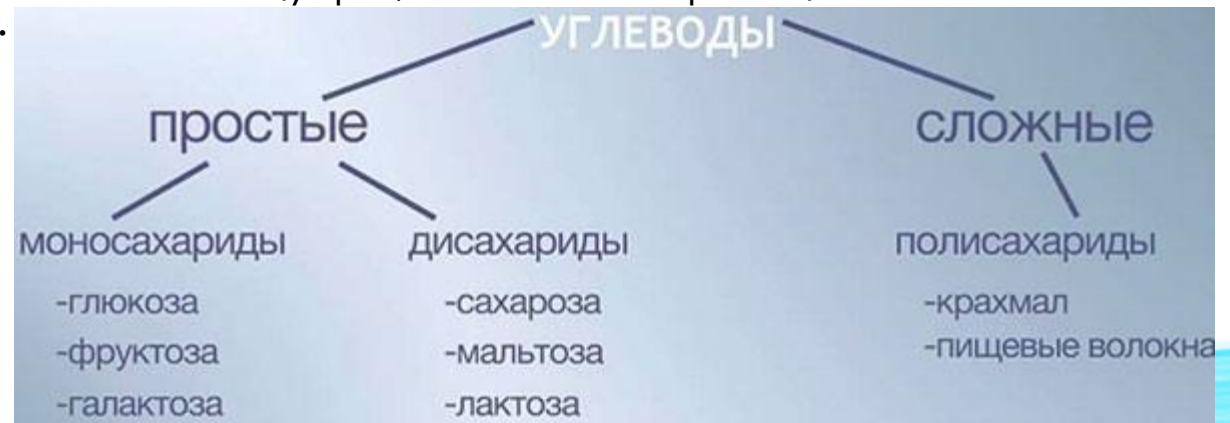 УГЛЕВОДЫ
простые сложные
моносахариды дисахариды полисахариды
-глюкоза -сахароза -крахмал
-фруктоза -мальтоза -пищевые волокна
-галактоза -лактоза